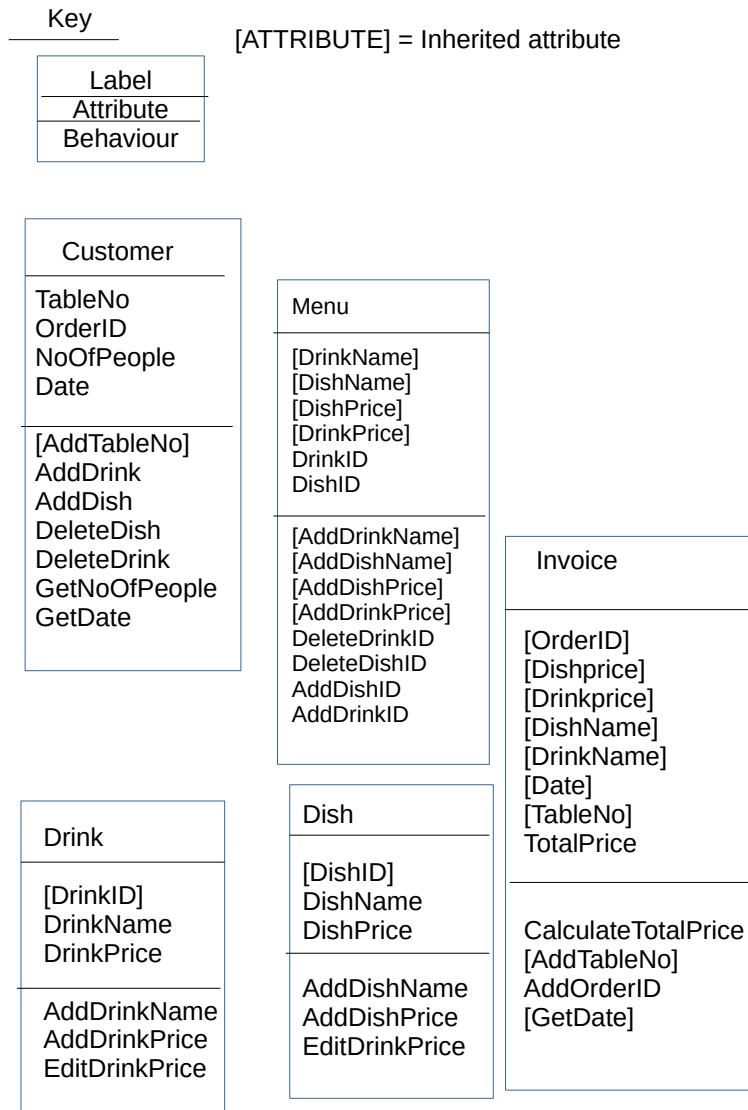 Key
[ATTRIBUTE] = Inherited attribute
Label
Attribute
Behaviour
Customer
TableNo
OrderID
NoOfPeople
Date
[AddTableNo]
AddDrink
AddDish
DeleteDish
DeleteDrink
GetNoOfPeople
GetDate
Menu
[DrinkName]
[DishName]
[DishPrice]
[DrinkPrice]
DrinkID
DishID
[AddDrinkName]
[AddDishName]
[AddDishPrice]
[AddDrinkPrice]
DeleteDrinkID
DeleteDishID
AddDishID
AddDrinkID
Invoice
[OrderID]
[Dishprice]
[Drinkprice]
[DishName]
[DrinkName]
[Date]
[TableNo]
TotalPrice
CalculateTotalPrice
[AddTableNo]
AddOrderID
[GetDate]
Drink
[DrinkID]
DrinkName
DrinkPrice
AddDrinkName
AddDrinkPrice
EditDrinkPrice
Dish
[DishID]
DishName
DishPrice
AddDishName
AddDishPrice
EditDrinkPrice